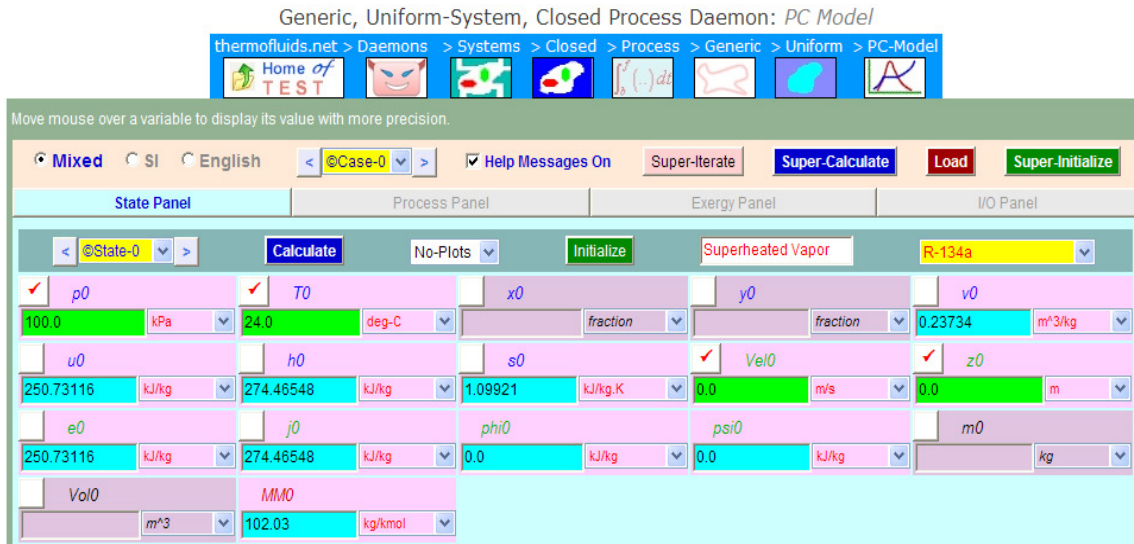 Generic, Uniform-System, Closed Process Daemon: PC Model
thermofluids.net > Daemons > Systems > Closed > Process > Generic > Uniform > PC-Model
Home of TEST
∫ᵇᶠ(..)dt
Move mouse over a variable to display its value with more precision.
Mixed SI English < ©Case-0 > Help Messages On Super-Iterate Super-Calculate Load Super-Initialize
State Panel Process Panel Exergy Panel I/O Panel
< ©State-0 > Calculate No-Plots Initialize Superheated Vapor R-134a
p0 T0 x0 y0 v0
100.0 kPa 24.0 deg-C fraction fraction 0.23734 m^3/kg
u0 h0 s0 Vel0 z0
250.73116 kJ/kg 274.46548 kJ/kg 1.09921 kJ/kg.K 0.0 m/s 0.0 m
e0 j0 phi0 psi0 m0
250.73116 kJ/kg 274.46548 kJ/kg 0.0 kJ/kg 0.0 kJ/kg kg
Vol0 MM0
m^3 102.03 kg/kmol